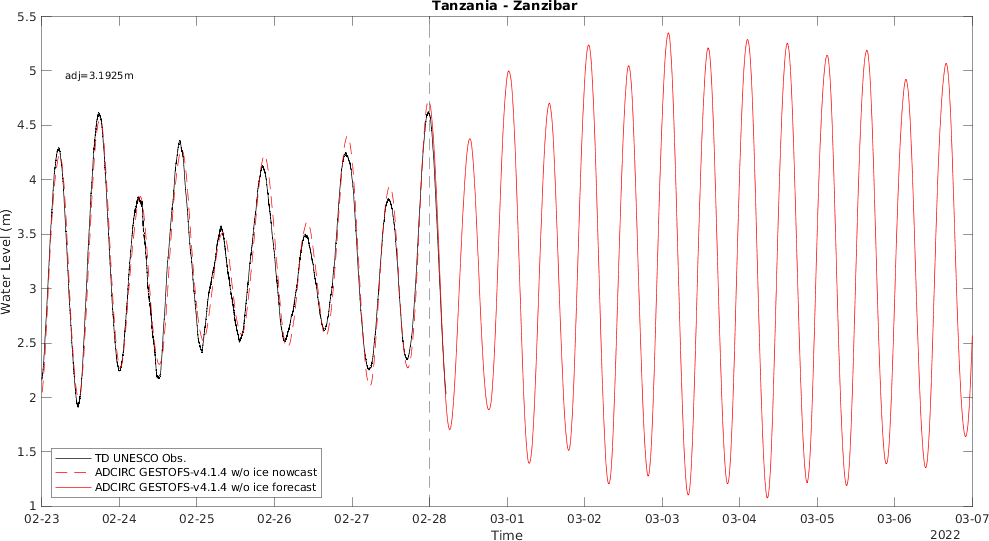 Tanzania - Zanzibar
5.5
5
4.5
4
3.5
3
2.5
2
1.5
1
Water Level (m)
adj=3.1925m
TD UNESCO Obs.
ADCIRC GESTOFS-v4.1.4 w/o ice nowcast
ADCIRC GESTOFS-v4.1.4 w/o ice forecast
02-23 02-24 02-25 02-26 02-27 02-28 03-01 03-02 03-03 03-04 03-05 03-06 03-07
Time
2022